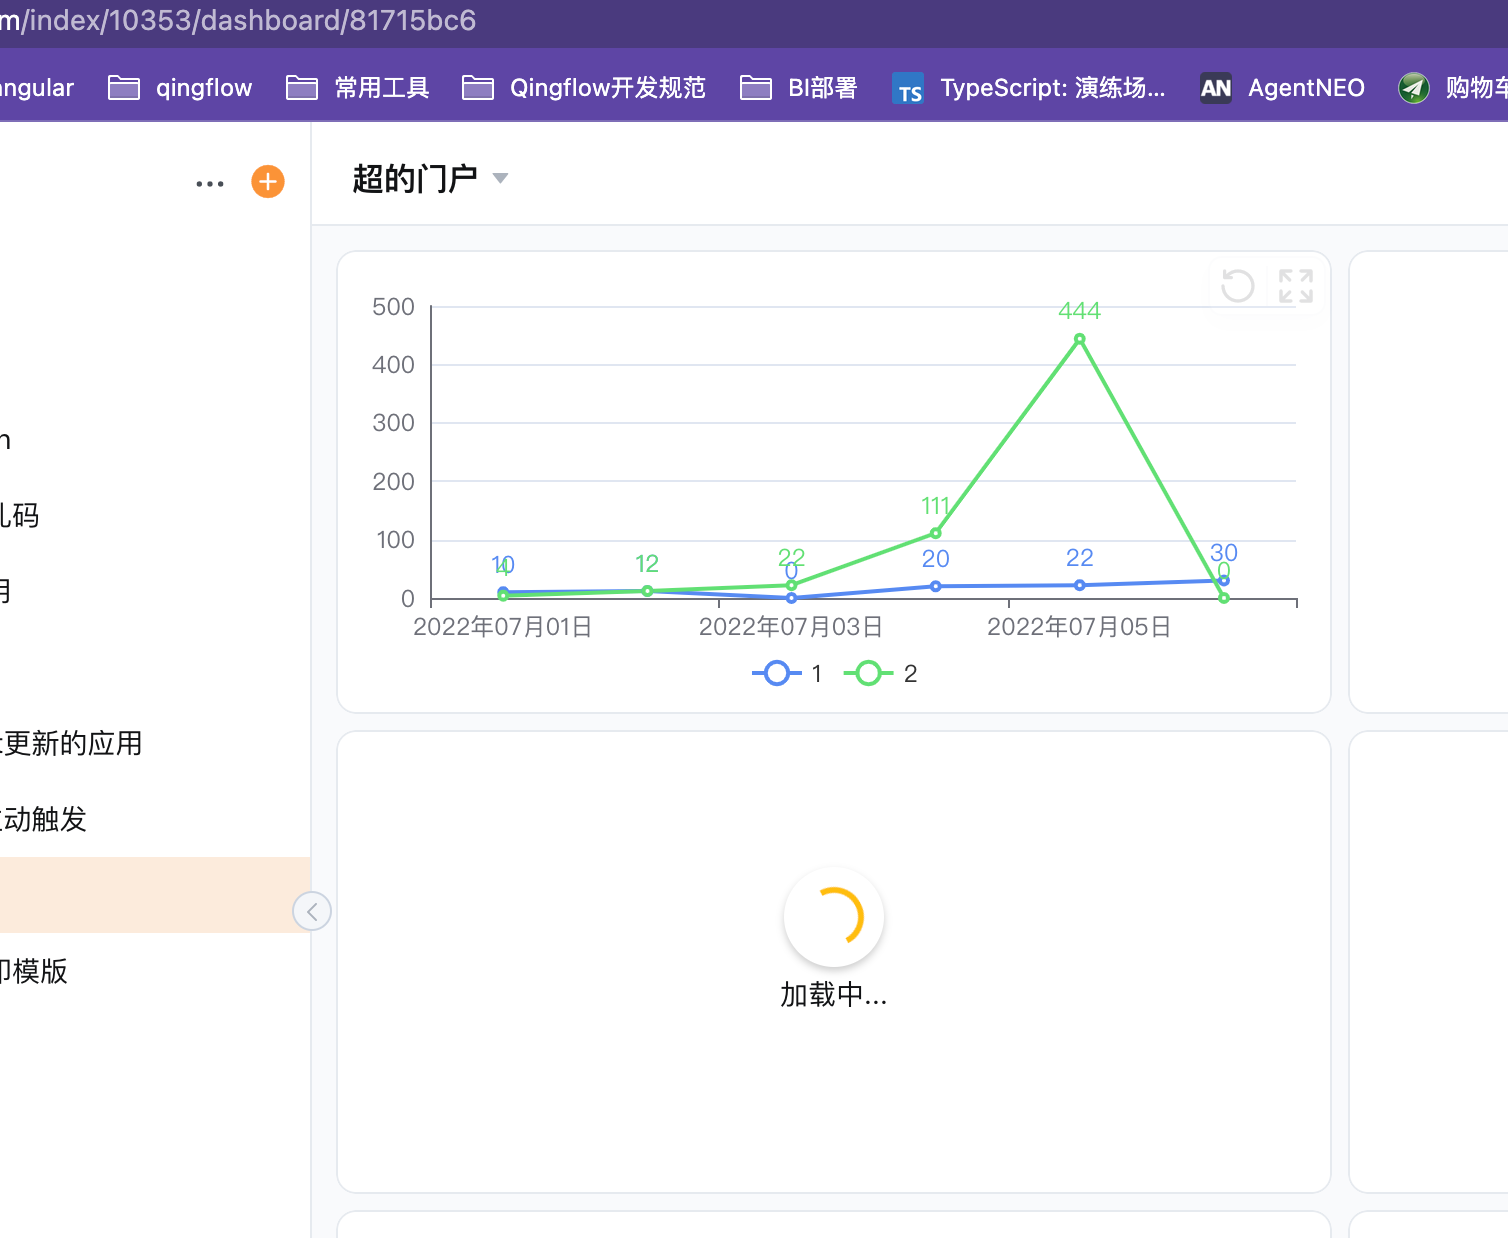 m/index/10353/dashboard/81715bc6
angular qingflow 常用工具 Qingflow开发规范 BI部署 TS TypeScript: 演练场... AN AgentNEO 购物车
超的门户
500
400
300
200
100
0
10 12 0 20 22 30
4 12 22 111 444 0
2022年07月01日 2022年07月03日 2022年07月05日
1 2
码
更新的应用
动触发
模版
加载中...